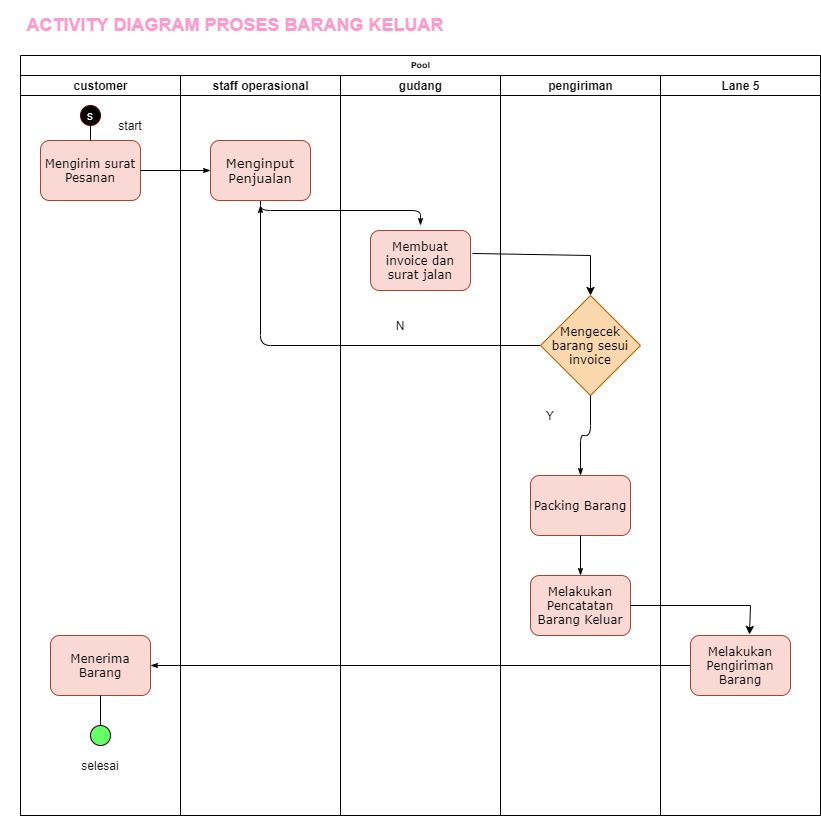 ACTIVITY DIAGRAM PROSES BARANG KELUAR
Pool
customer
staff operasional
gudang
pengiriman
Lane 5
S
start
Mengirim surat
Pesanan
Menginput
Penjualan
Membuat
invoice dan
surat jalan
N
Mengecek
barang sesui
invoice
Y
Packing Barang
Melakukan
Pencatatan
Barang Keluar
Melakukan
Pengiriman
Barang
Menerima
Barang
selesai